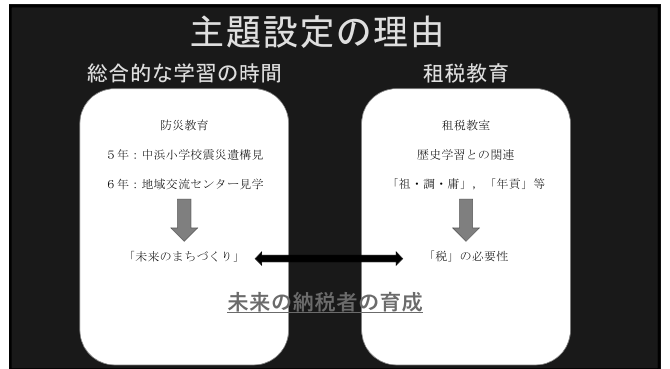 主題設定の理由
総合的な学習の時間
防災教育
５年：中浜小学校震災遺構見
６年：地域交流センター見学
「未来のまちづくり」
租税教育
租税教室
歴史学習との関連
「祖・調・庸」，「年貢」等
「税」の必要性
未来の納税者の育成